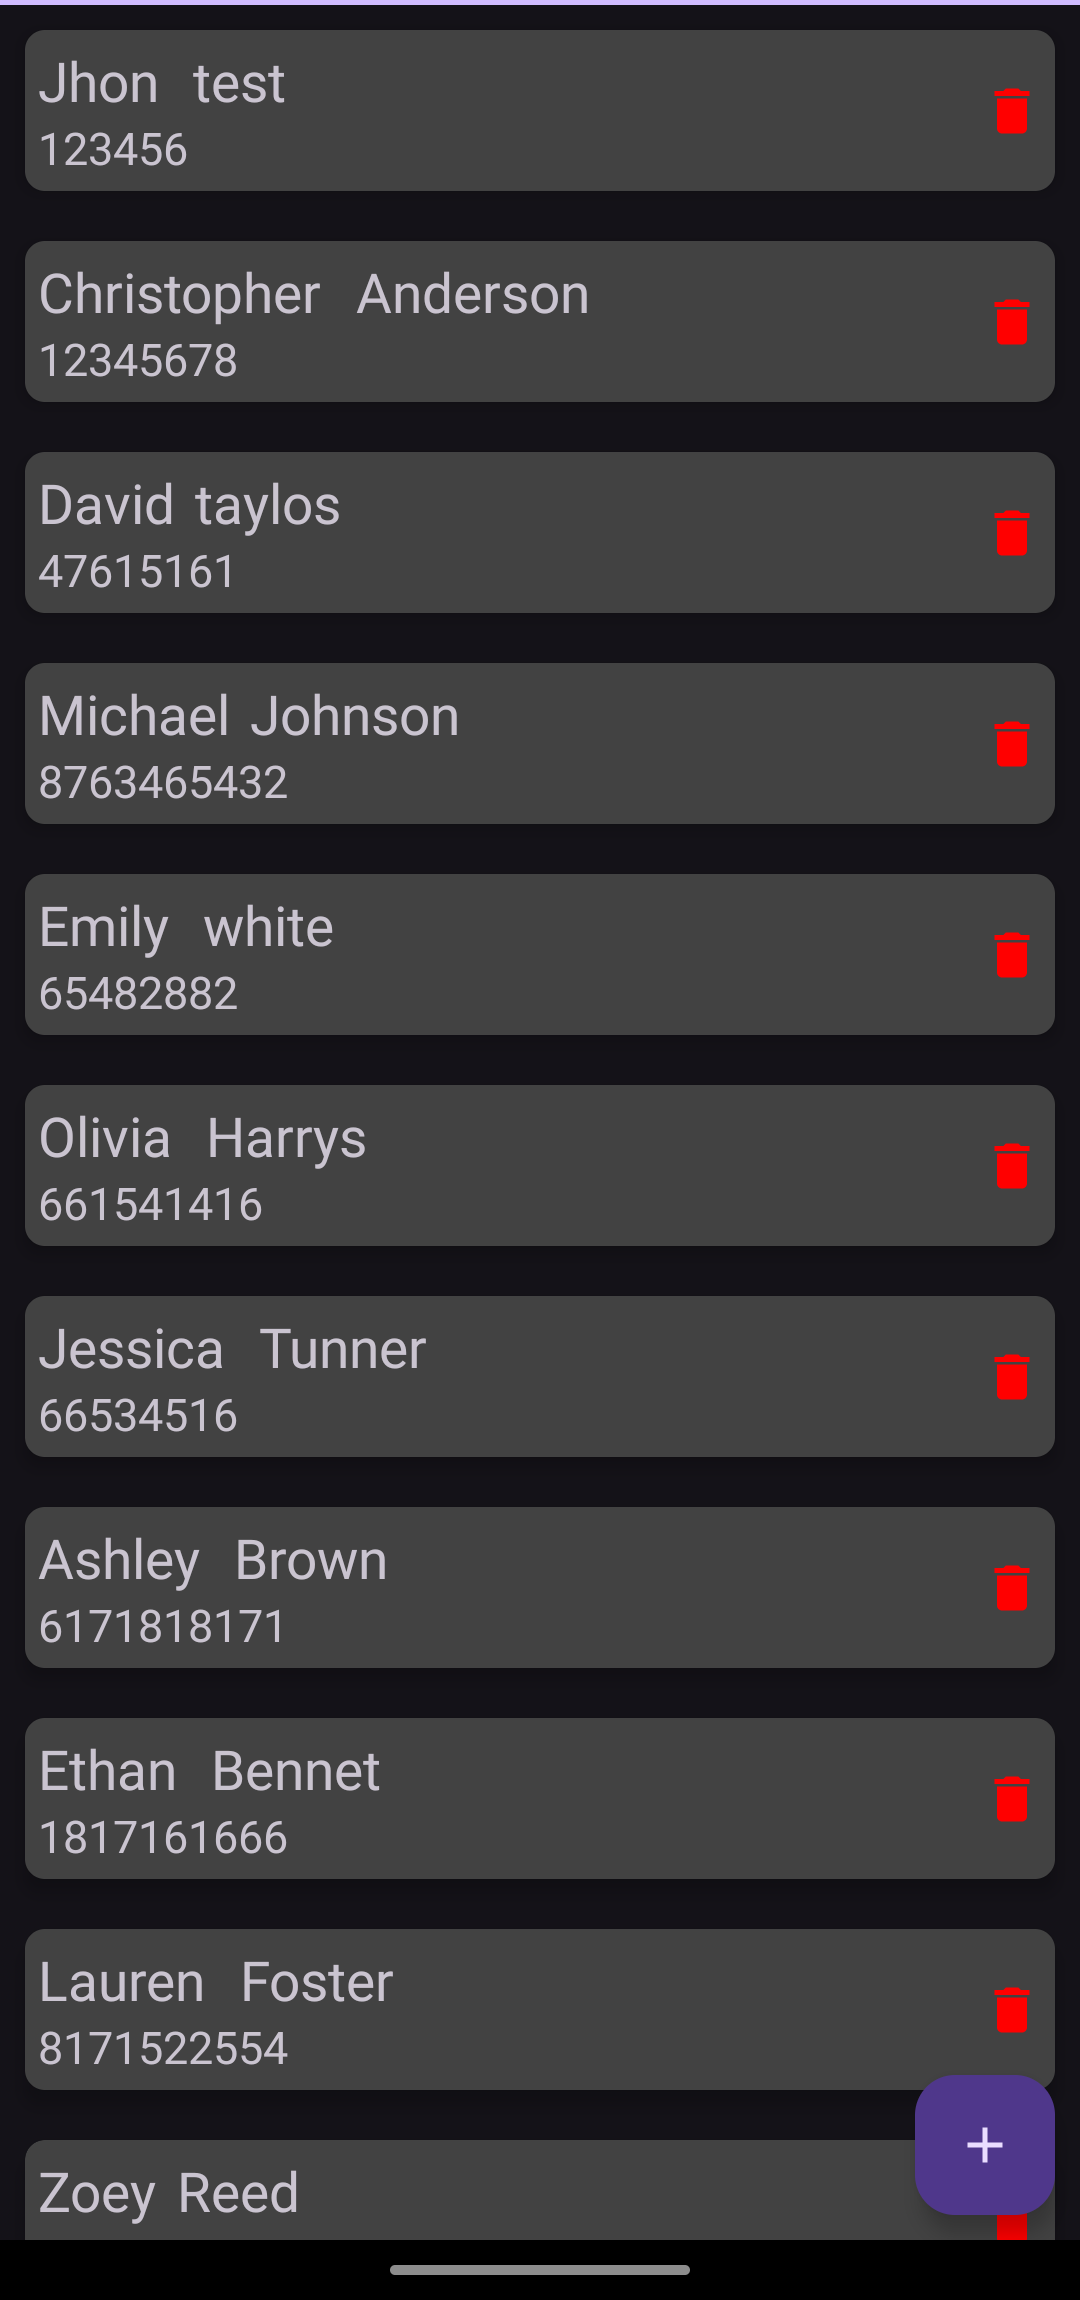 Jhon test
123456
Christopher Anderson
12345678
David taylos
47615161
Michael Johnson
8763465432
Emily white
65482882
Olivia Harrys
661541416
Jessica Tunner
66534516
Ashley Brown
6171818171
Ethan Bennet
1817161666
Lauren Foster
8171522554
Zoey Reed